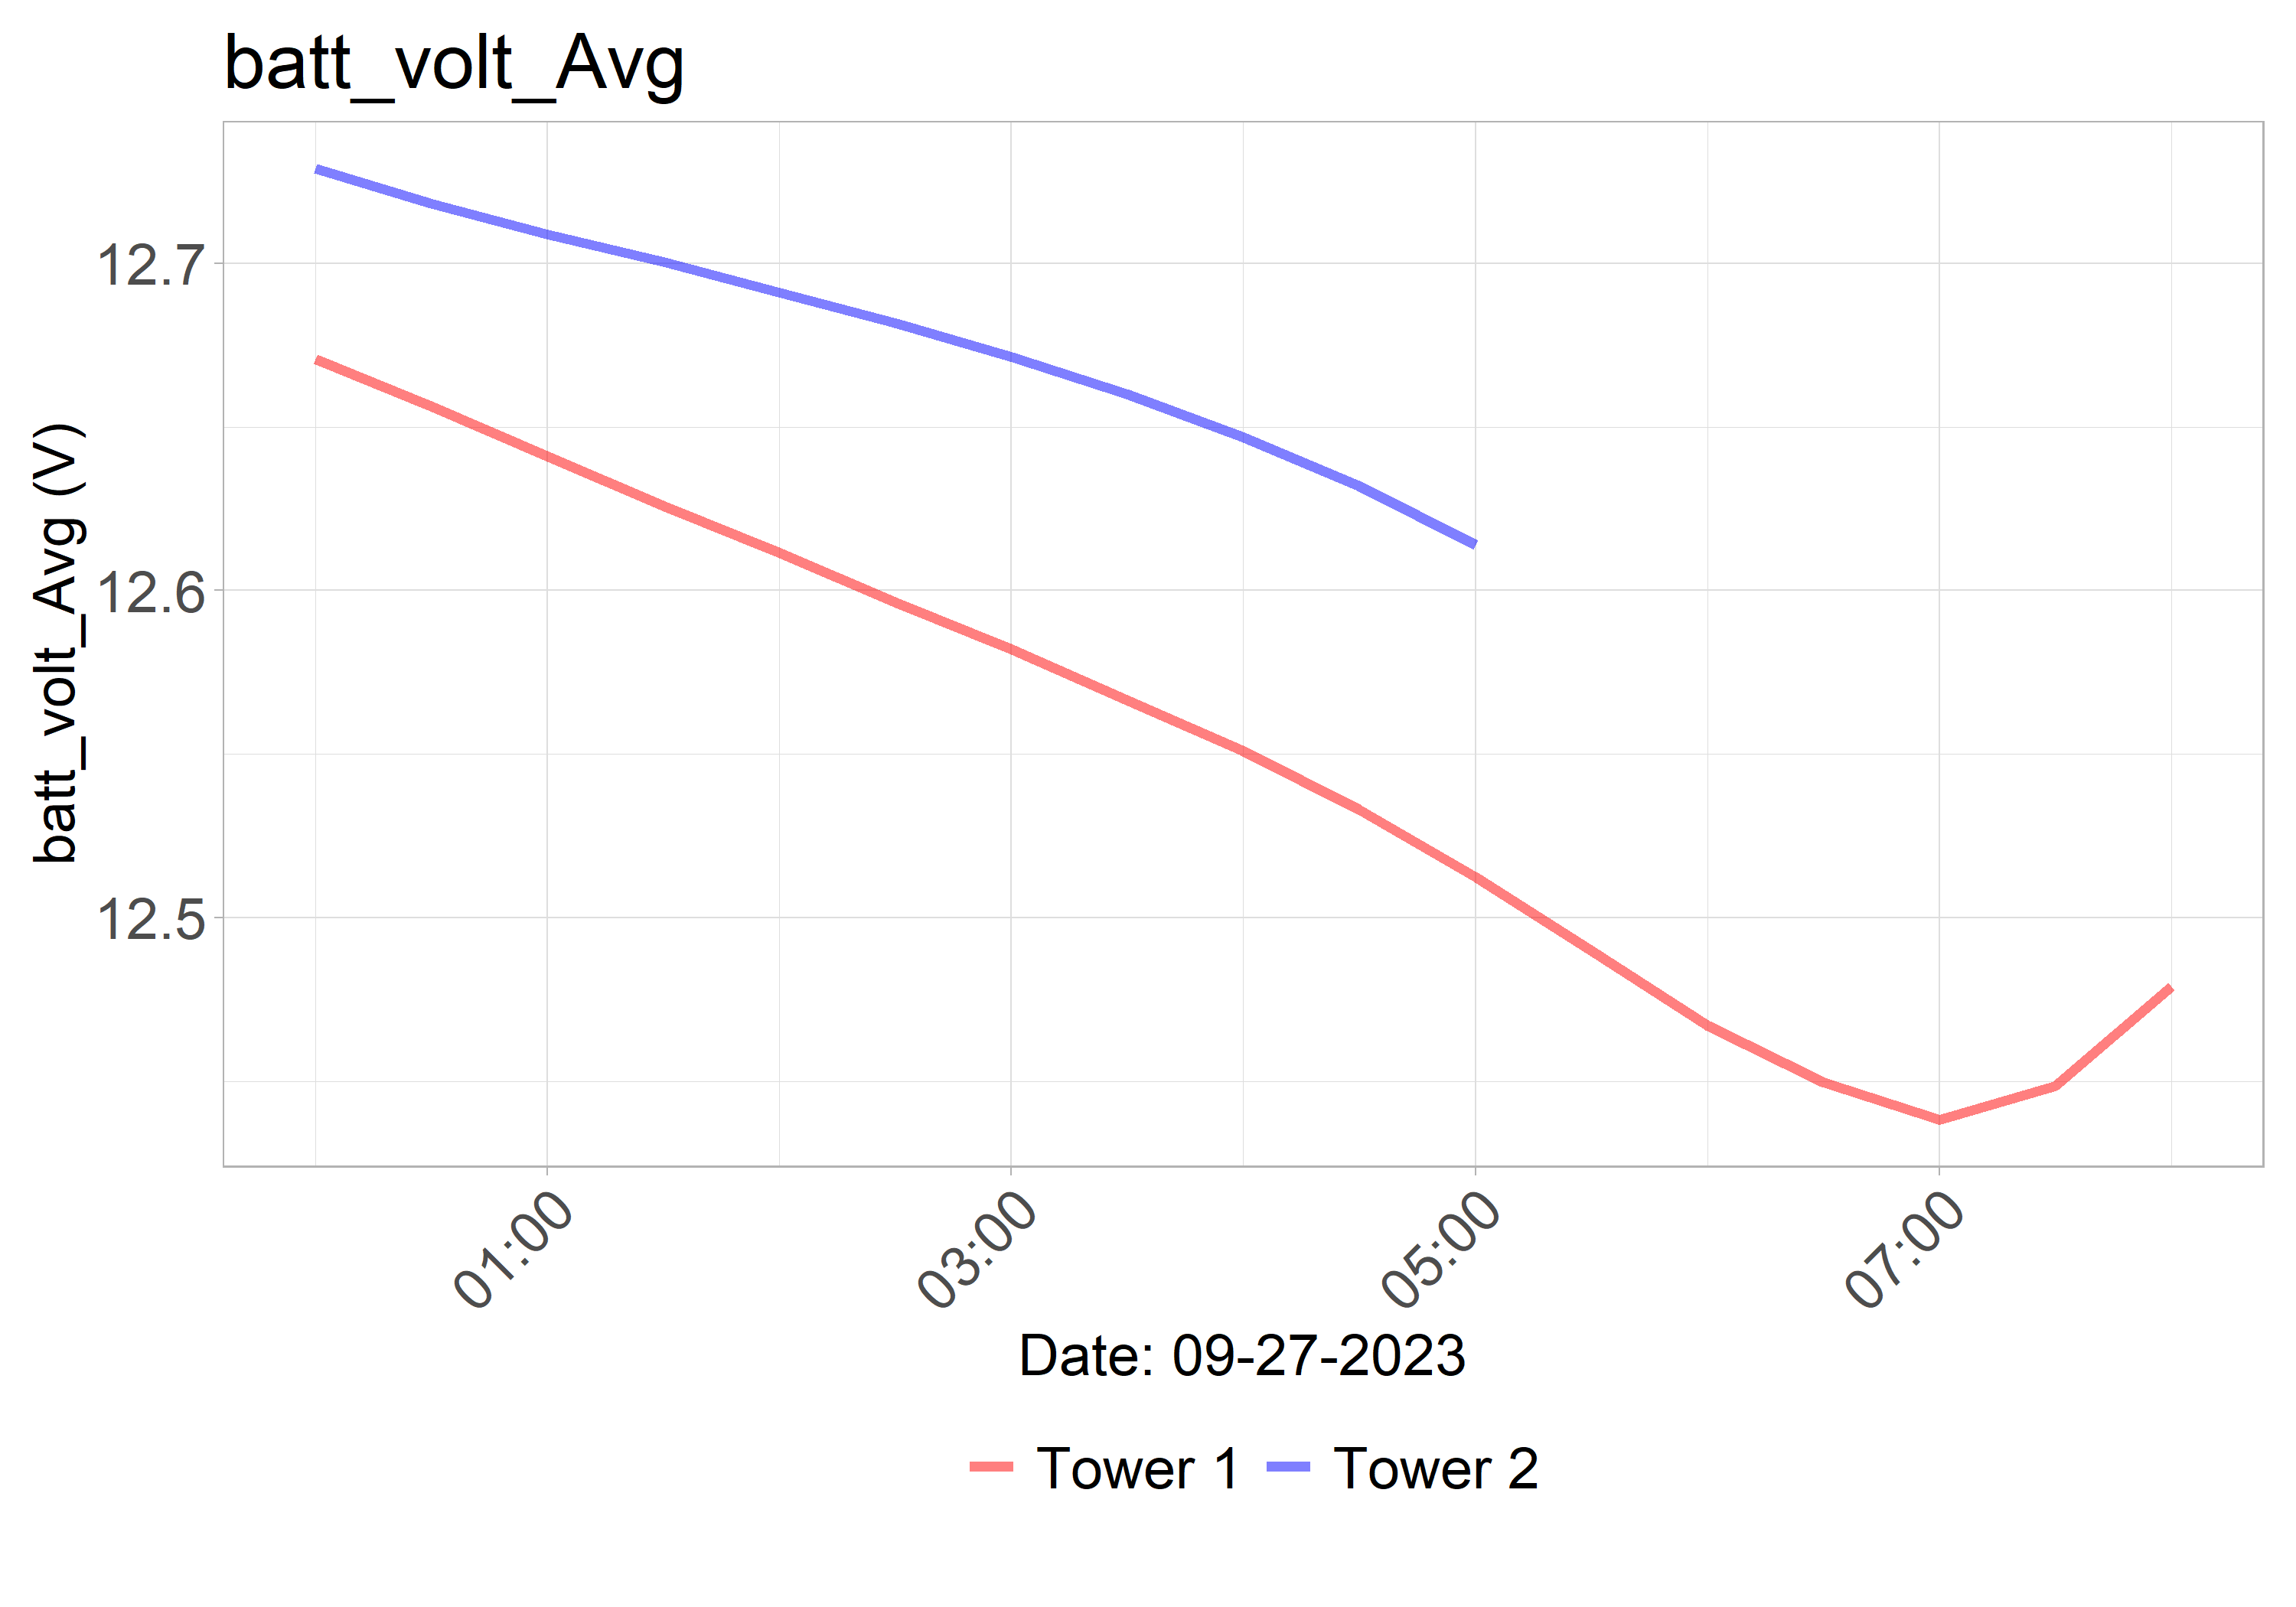 batt_volt_Avg
batt_volt_Avg (V)
12.7
12.6
12.5
01:00
03:00
05:00
07:00
Date: 09-27-2023
Tower 1
Tower 2